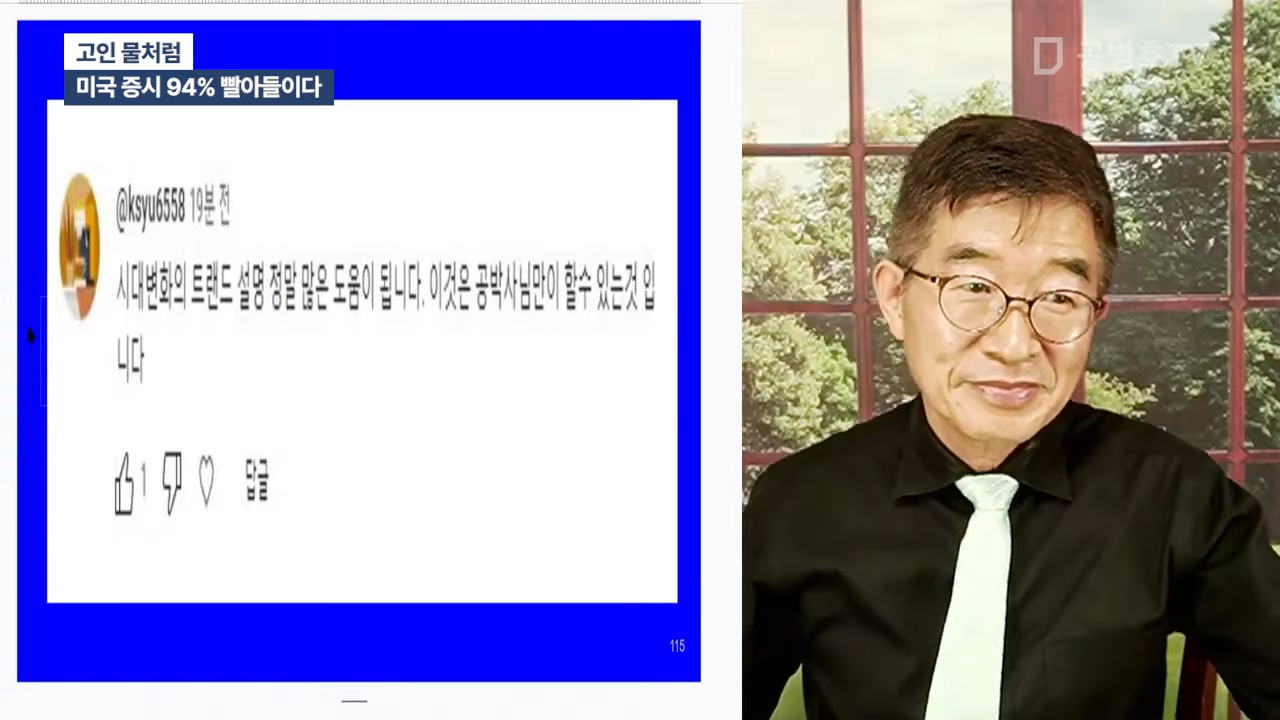 고인 물처럼
미국 증시 94% 빨아들이다
@ksyu6558 19분 전
시대변화의 트랜드 설명 정말 많은 도움이 됩니다. 이것은 공박사님만이 할수 있는것 입
니다
1 답글
115